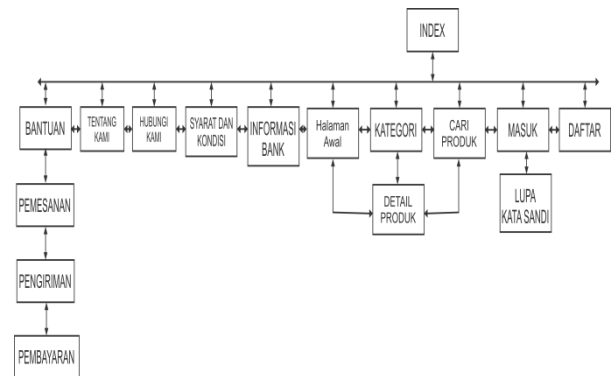 INDEX
BANTUAN
TENTANG
KAMI
HUBUNGI
KAMI
SYARAT DAN
KONDISI
INFORMASI
BANK
Halaman
Awal
KATEGORI
CARI
PRODUK
MASUK
DAFTAR
PEMESANAN
DETAIL
PRODUK
LUPA
KATA SANDI
PENGIRIMAN
PEMBAYARAN